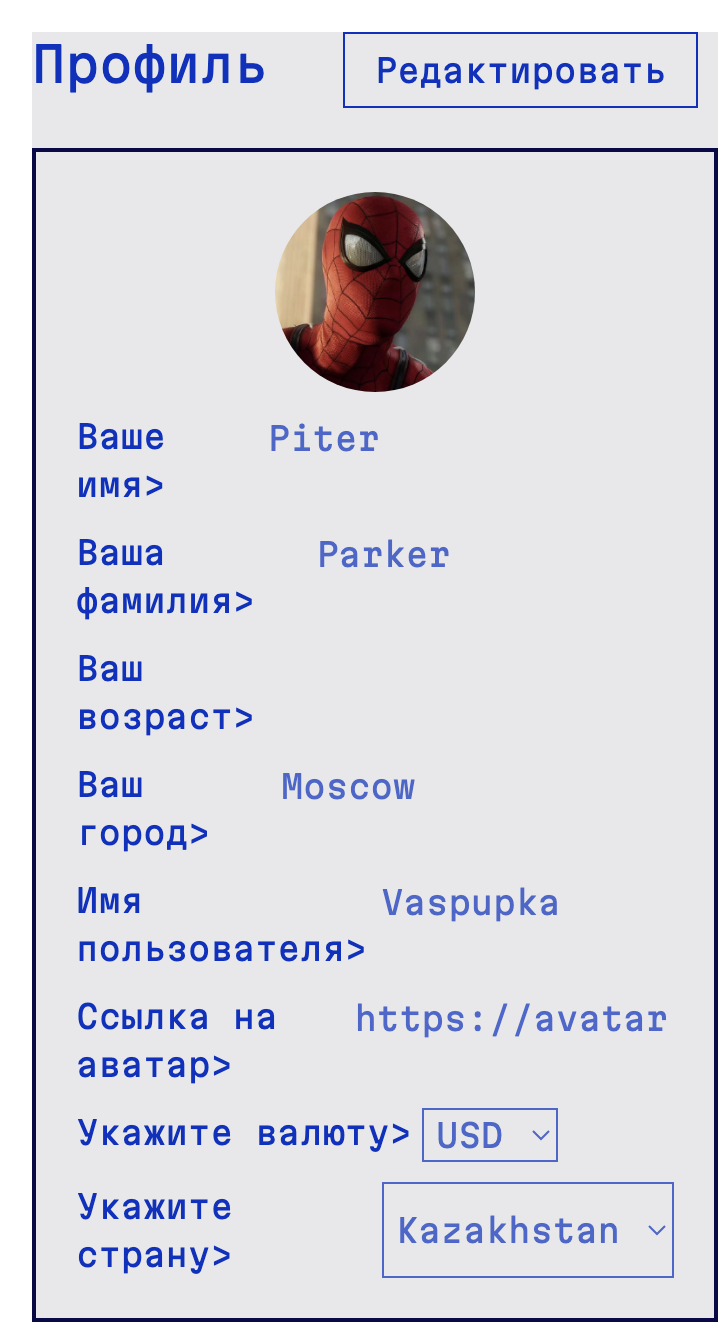 Профиль
Редактировать
Ваше Piter
имя>
Ваша Parker
фамилия>
Ваш
возраст>
Ваш Moscow
город>
Имя Vaspupka
пользователя>
Ссылка на https://avatar
аватар>
Укажите валюту> USD
Укажите
страну> Kazakhstan